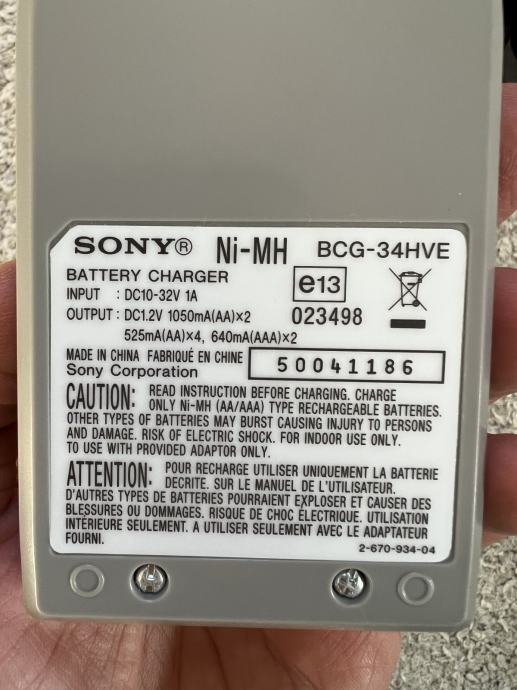 SONY® Ni-MH BCG-34HVE
BATTERY CHARGER
e13
INPUT : DC10-32V 1A
OUTPUT : DC1.2V 1050mA(AA)×2
023498
525mA(AA)×4, 640mA(AAA)×2
MADE IN CHINA FABRIQUÉ EN CHINE
Sony Corporation
50041186
CAUTION: READ INSTRUCTION BEFORE CHARGING. CHARGE
ONLY Ni-MH (AA/AAA) TYPE RECHARGEABLE BATTERIES.
OTHER TYPES OF BATTERIES MAY BURST CAUSING INJURY TO PERSONS
AND DAMAGE. RISK OF ELECTRIC SHOCK. FOR INDOOR USE ONLY.
TO USE WITH PROVIDED ADAPTOR ONLY.
ATTENTION: POUR RECHARGE UTILISER UNIQUEMENT LA BATTERIE
DECRITE. SUR LE MANUEL DE L'UTILISATEUR.
D'AUTRES TYPES DE BATTERIES POURRAIENT EXPLOSER ET CAUSER DES
BLESSURES OU DOMMAGES. RISQUE DE CHOC ÉLECTRIQUE. UTILISATION
INTERIEURE SEULEMENT. A UTILISER SEULEMENT AVEC LE ADAPTATEUR
FOURNI.
2-670-934-04